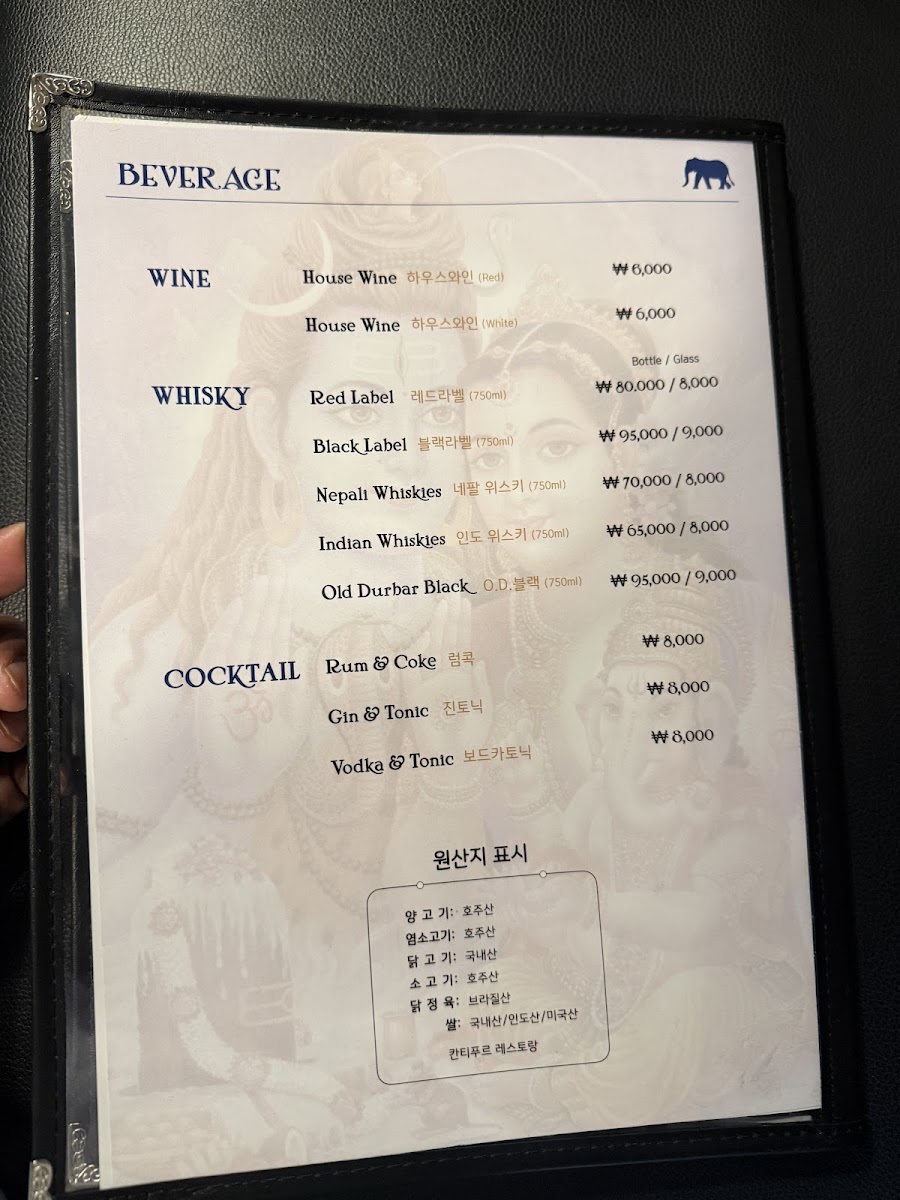 BEVERAGE
WINE House Wine 하우스와인 (Red) ₩ 6,000
House Wine 하우스와인 (White) ₩ 6,000
Bottle / Glass
WHISKY Red Label 레드라벨 (750ml) ₩ 80,000 / 8,000
Black Label 블랙라벨 (750ml) ₩ 95,000 / 9,000
Nepali Whiskies 네팔 위스키 (750ml) ₩ 70,000 / 8,000
Indian Whiskies 인도 위스키 (750ml) ₩ 65,000 / 8,000
Old Durbar Black O.D.블랙 (750ml) ₩ 95,000 / 9,000
COCKTAIL Rum & Coke 럼콕 ₩ 8,000
Gin & Tonic 진토닉 ₩ 8,000
Vodka & Tonic 보드카토닉 ₩ 8,000
원산지 표시
양 고 기: 호주산
염소고기: 호주산
닭 고 기: 국내산
소 고 기: 호주산
닭 정 육: 브라질산
쌀: 국내산/인도산/미국산
칸티푸르 레스토랑